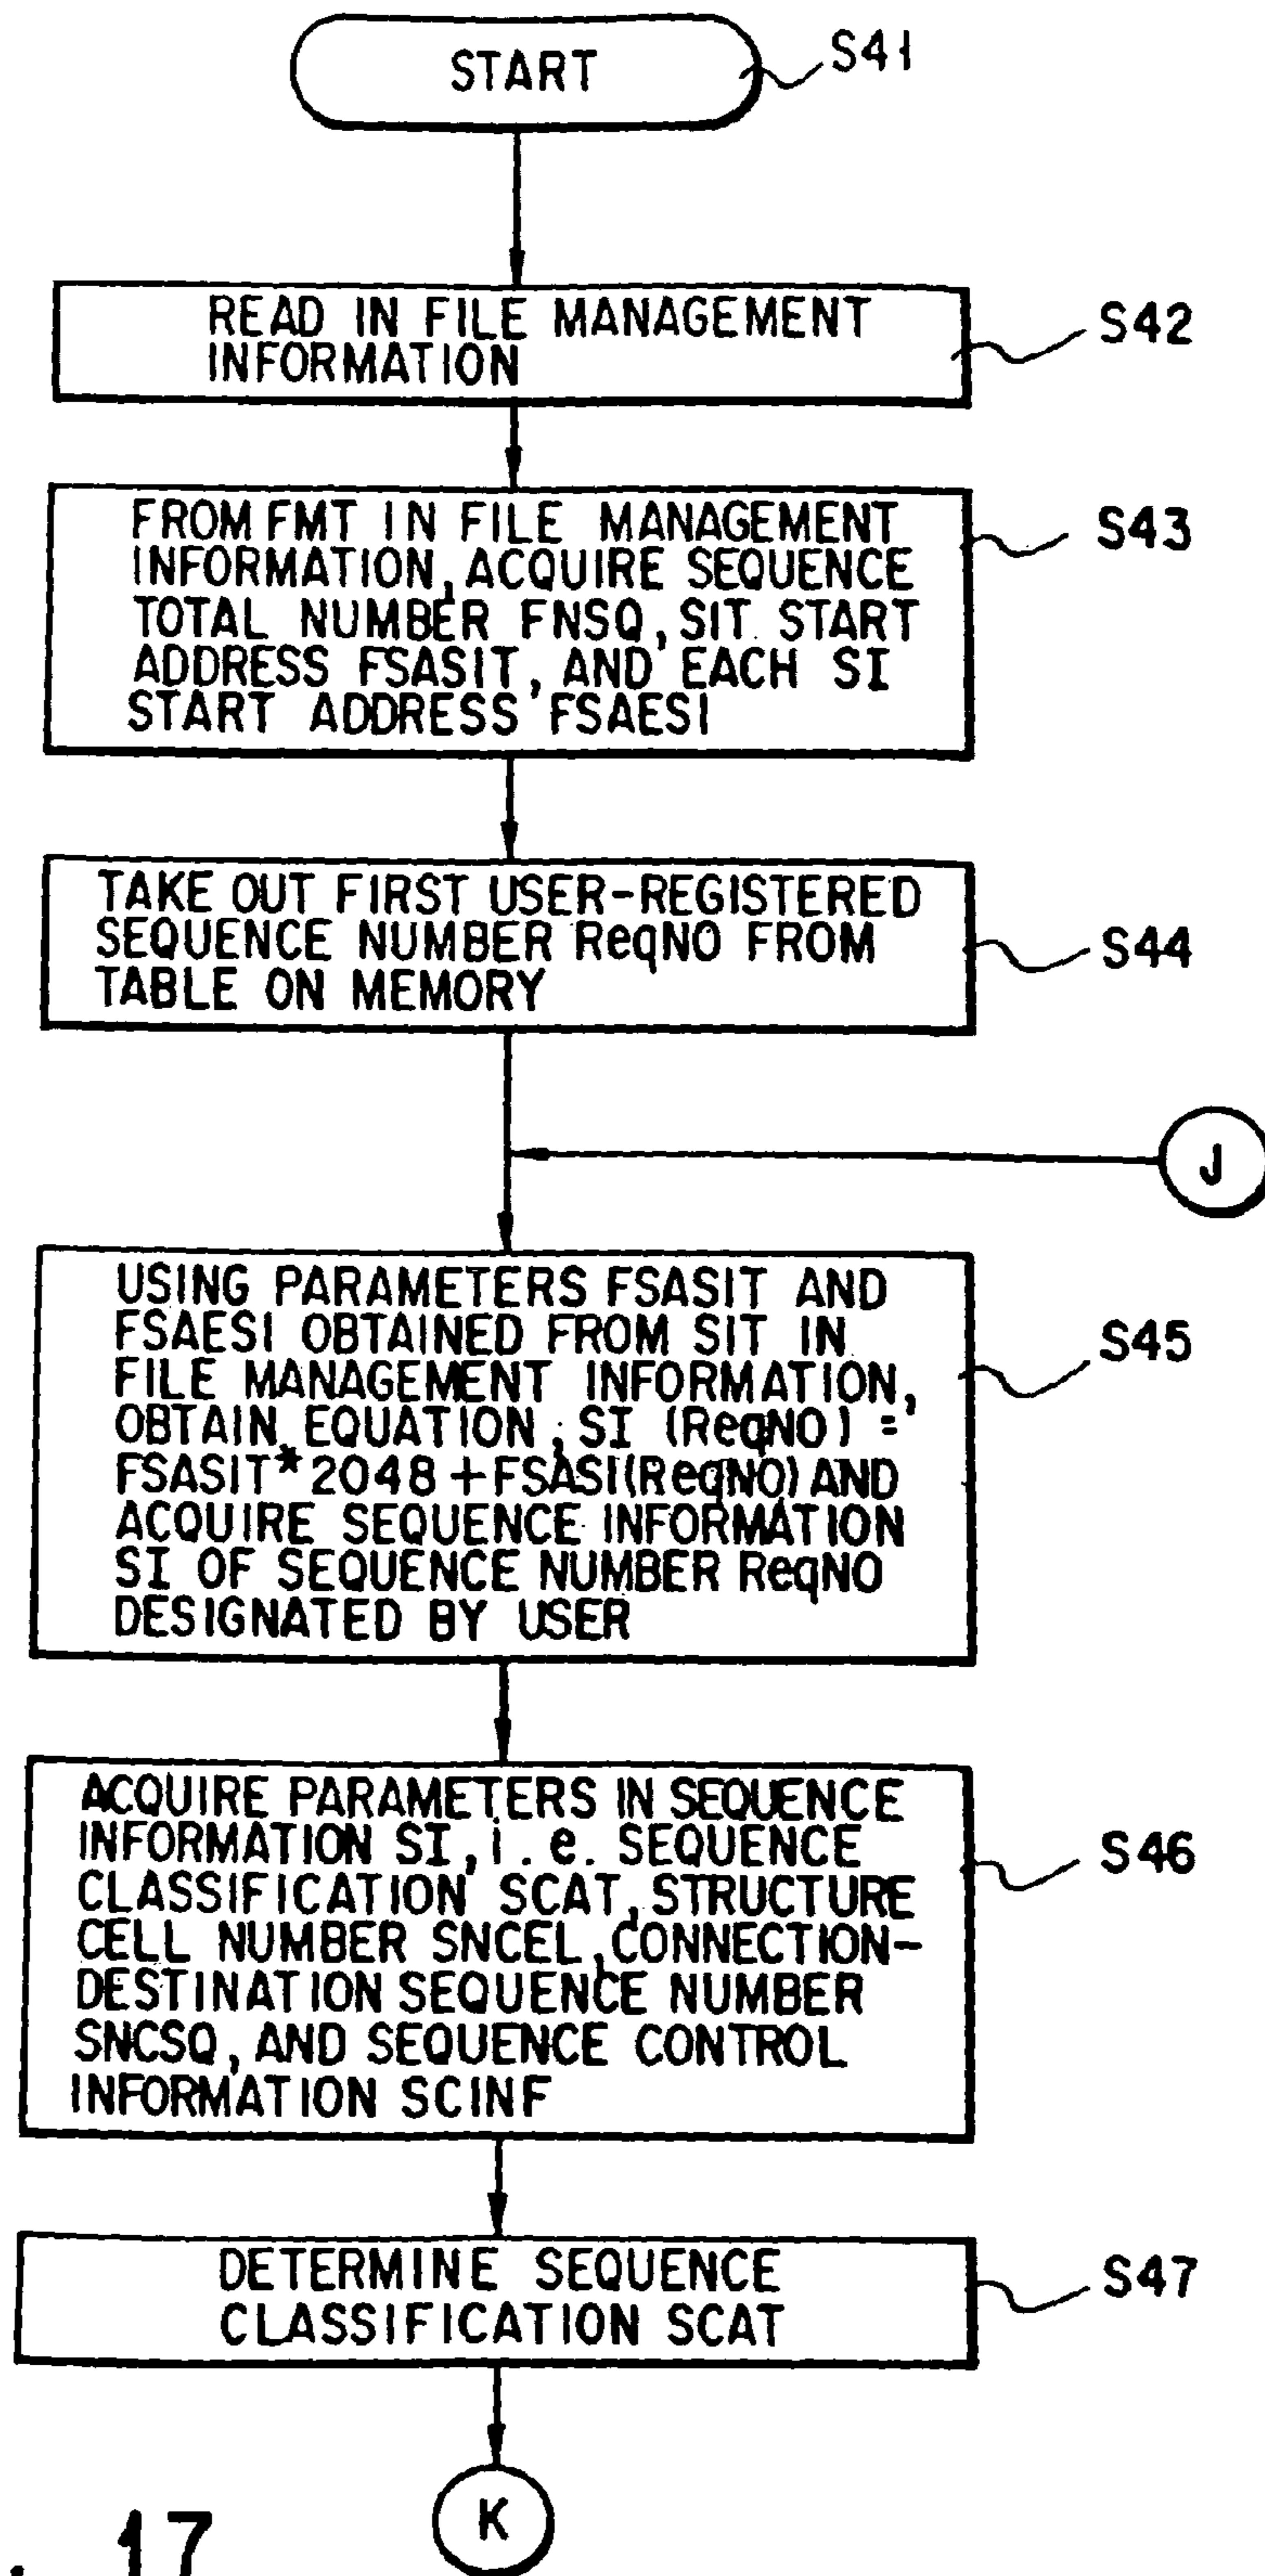 START
S41
READ IN FILE MANAGEMENT
INFORMATION
S42
FROM FMT IN FILE MANAGEMENT
INFORMATION, ACQUIRE SEQUENCE
TOTAL NUMBER FNSQ, SIT START
ADDRESS FSASIT, AND EACH SI
START ADDRESS FSAESI
S43
TAKE OUT FIRST USER-REGISTERED
SEQUENCE NUMBER ReqNO FROM
TABLE ON MEMORY
S44
J
USING PARAMETERS FSASIT AND
FSAESI OBTAINED FROM SIT IN
FILE MANAGEMENT INFORMATION,
OBTAIN EQUATION, SI (ReqNO) =
FSASIT*2048+FSASI(ReqNO) AND
ACQUIRE SEQUENCE INFORMATION
SI OF SEQUENCE NUMBER ReqNO
DESIGNATED BY USER
S45
ACQUIRE PARAMETERS IN SEQUENCE
INFORMATION SI, i.e. SEQUENCE
CLASSIFICATION SCAT, STRUCTURE
CELL NUMBER SNCEL, CONNECTION-
DESTINATION SEQUENCE NUMBER
SNCSQ, AND SEQUENCE CONTROL
INFORMATION SCINF
S46
DETERMINE SEQUENCE
CLASSIFICATION SCAT
S47
K
17